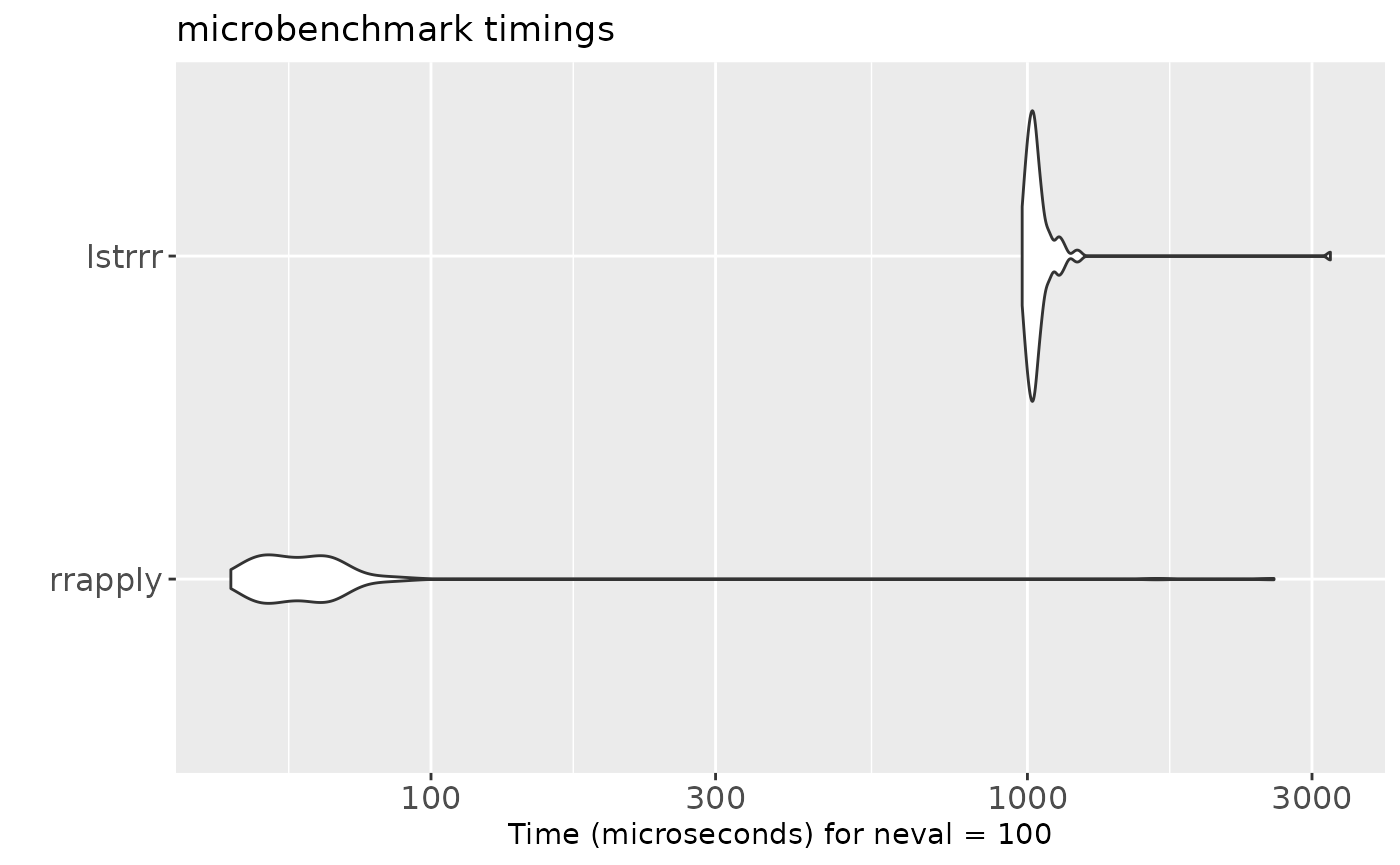 microbenchmark timings
lstrrr
rrapply
100 300 1000 3000
Time (microseconds) for neval = 100